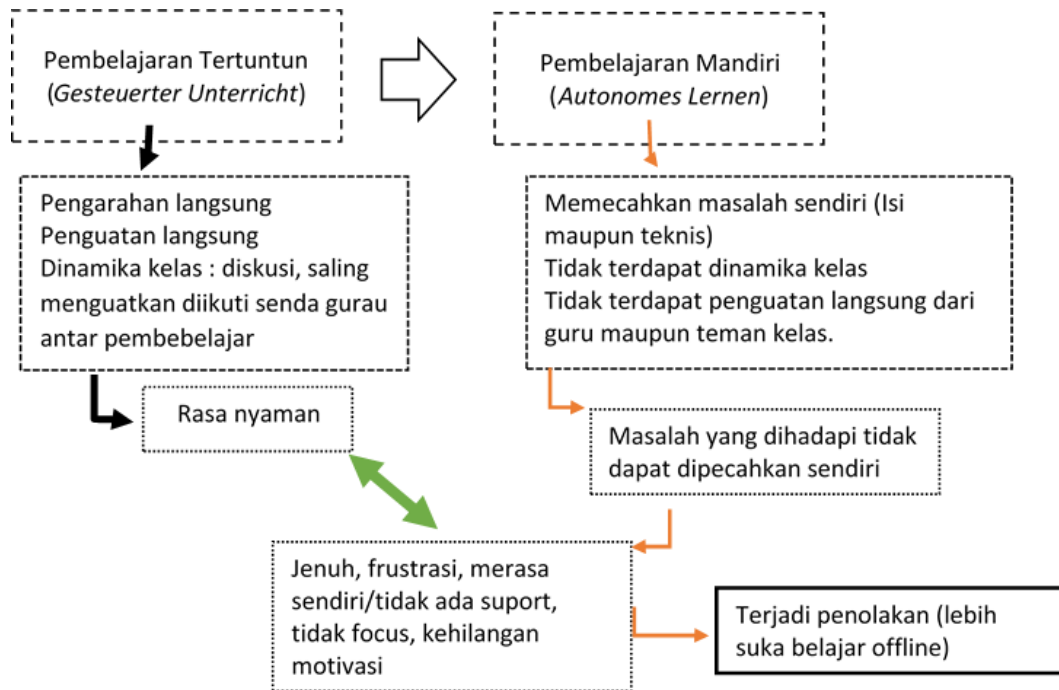 Pembelajaran Tertuntun
(Gesteuerter Unterricht)
Pembelajaran Mandiri
(Autonomes Lernen)
Pengarahan langsung
Penguatan langsung
Dinamika kelas : diskusi, saling
menguatkan diikuti senda gurau
antar pembebelajar
Memecahkan masalah sendiri (Isi
maupun teknis)
Tidak terdapat dinamika kelas
Tidak terdapat penguatan langsung dari
guru maupun teman kelas.
Rasa nyaman
Masalah yang dihadapi tidak
dapat dipecahkan sendiri
Jenuh, frustrasi, merasa
sendiri/tidak ada suport,
tidak focus, kehilangan
motivasi
Terjadi penolakan (lebih
suka belajar offline)